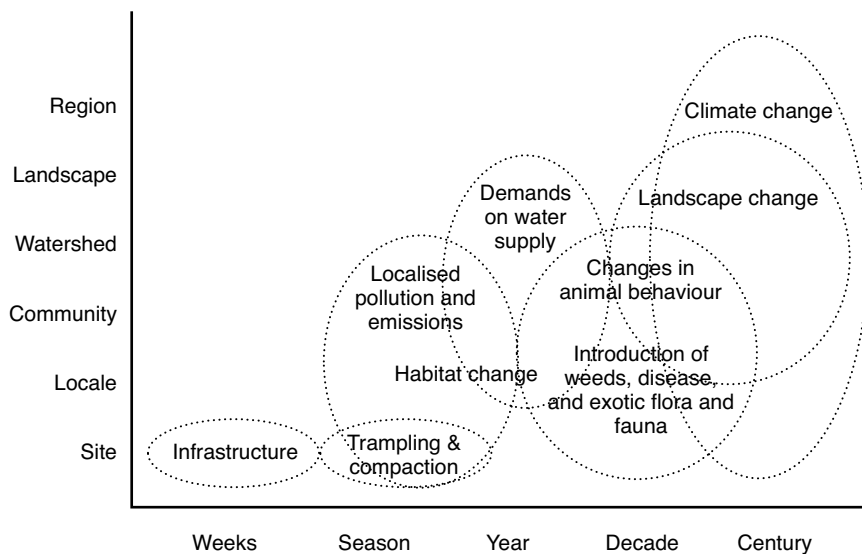 Region
Landscape
Watershed
Community
Locale
Site
Climate change
Landscape change
Demands
on water
supply
Changes in
animal behaviour
Localised
pollution and
emissions
Habitat change
Introduction of
weeds, disease,
and exotic flora and
fauna
Infrastructure
Trampling &
compaction
Weeks
Season
Year
Decade
Century